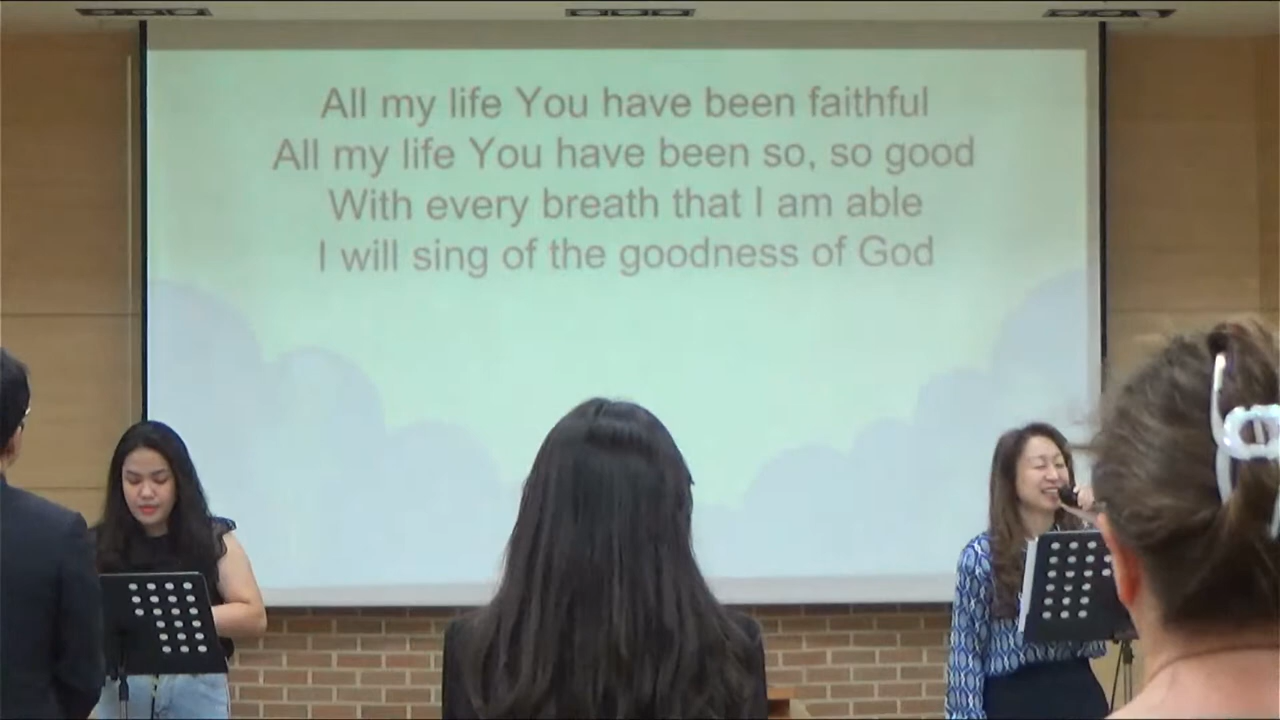 All my life You have been faithful
All my life You have been so, so good
With every breath that I am able
I will sing of the goodness of God